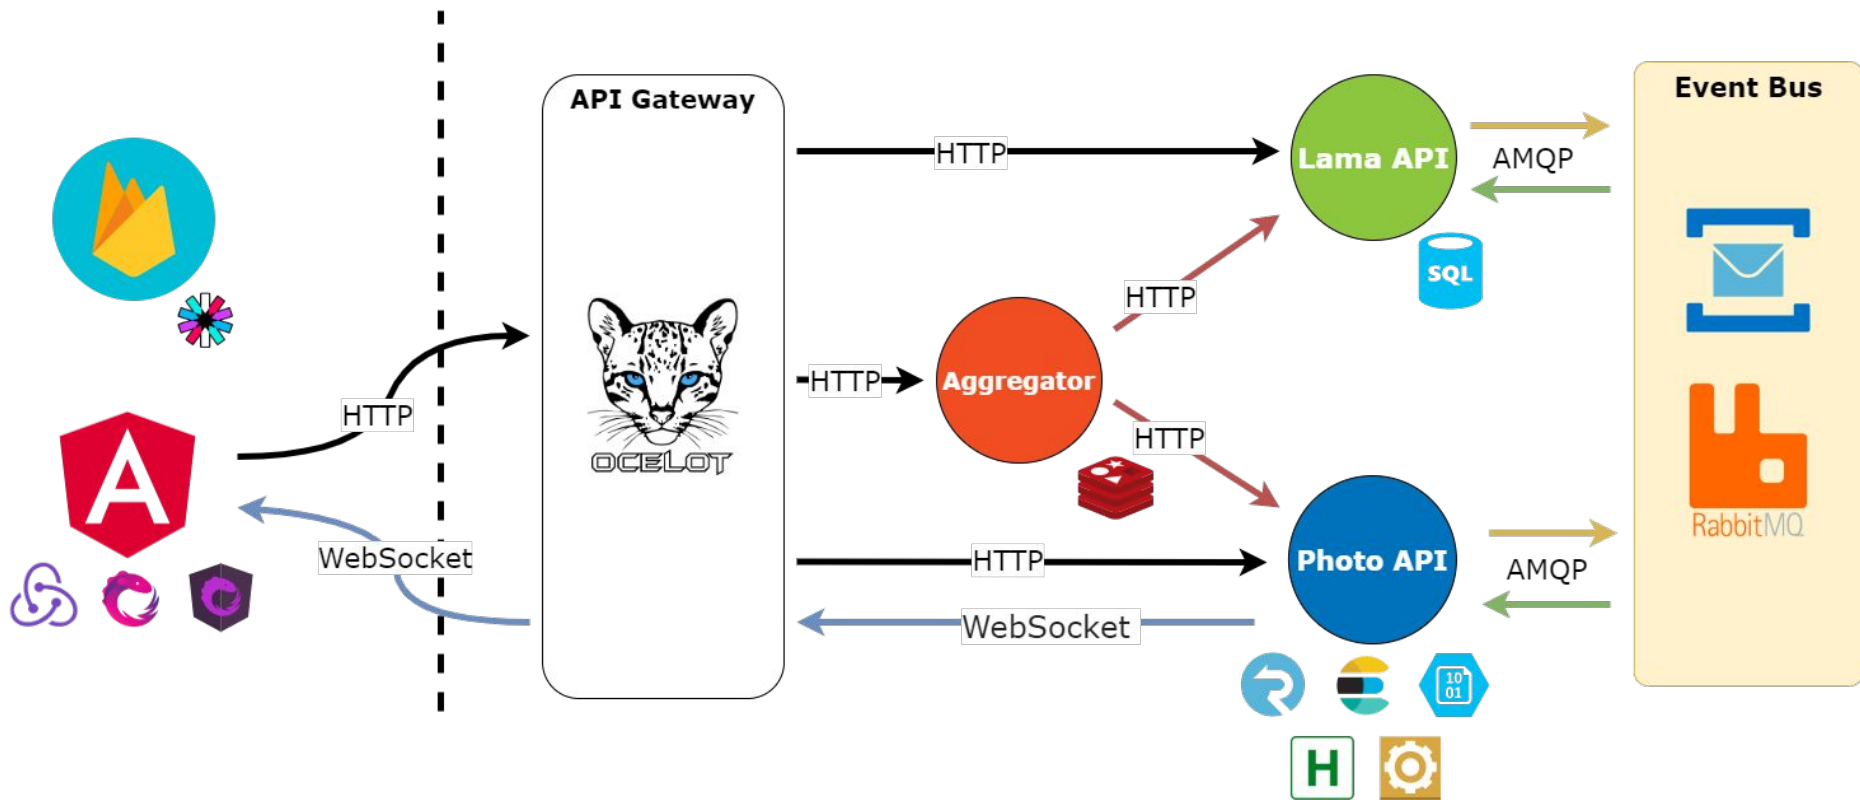 API Gateway
Event Bus
HTTP
Lama API
AMQP
SQL
HTTP
HTTP
Aggregator
HTTP
HTTP
OCELOT
RabbitMQ
WebSocket
HTTP
Photo API
AMQP
WebSocket
10
01
H
A